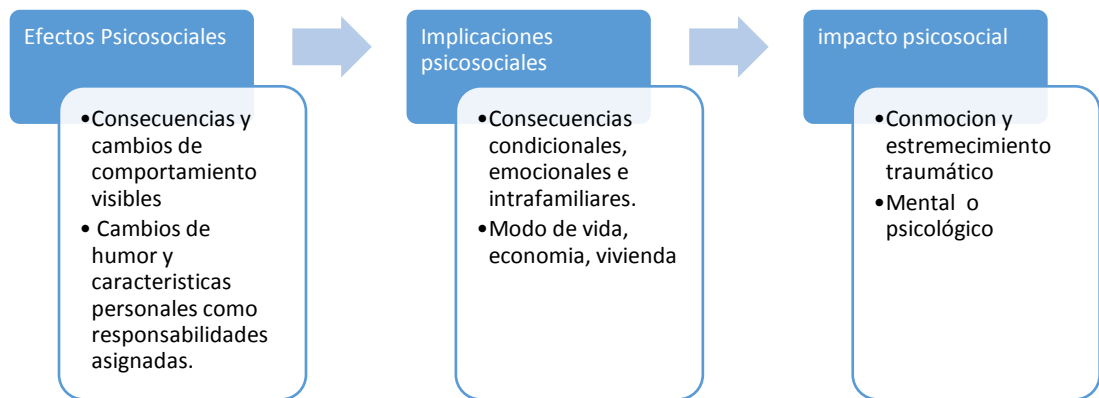 Efectos Psicosociales
•Consecuencias y
cambios de
comportamiento
visibles
• Cambios de
humor y
caracteristicas
personales como
responsabilidades
asignadas.
Implicaciones
psicosociales
•Consecuencias
condicionales,
emocionales e
intrafamiliares.
•Modo de vida,
economia, vivienda
impacto psicosocial
•Conmocion y
estremecimiento
traumático
•Mental o
psicológico